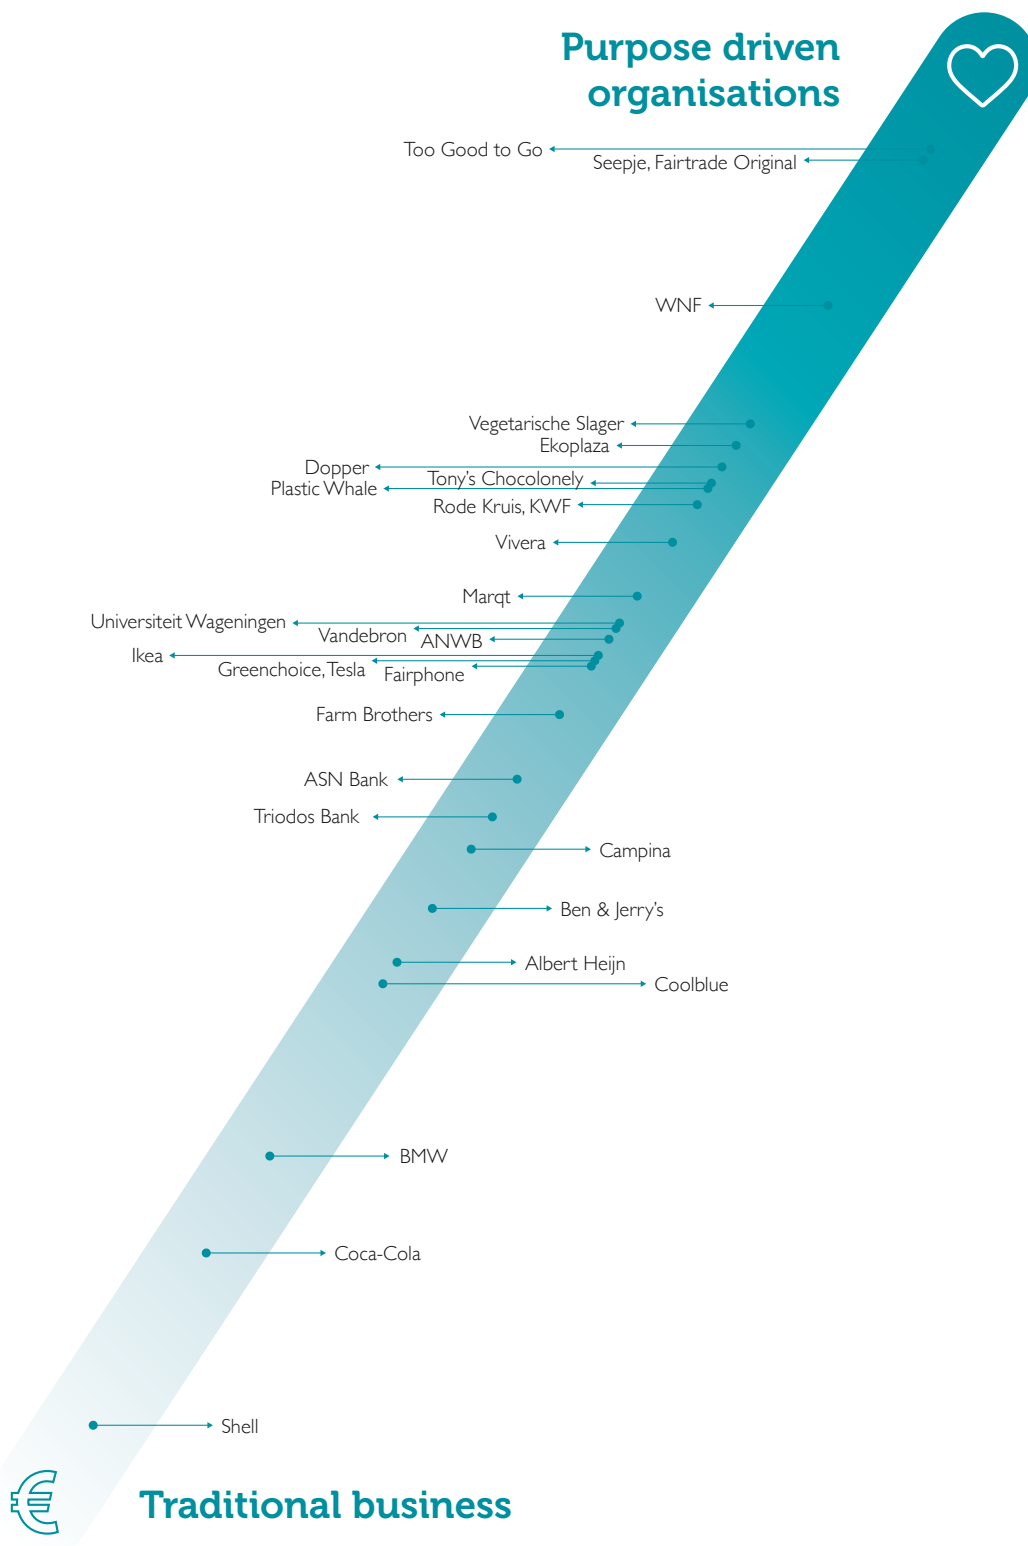 Purpose driven
organisations
Too Good to Go
Seepje, Fairtrade Original
WNF
Vegetarische Slager
Ekoplaza
Dopper
Tony's Chocolonely
Plastic Whale
Rode Kruis, KWF
Vivera
Marqt
Universiteit Wageningen
Vandebron
ANWB
Ikea
Greenchoice, Tesla
Fairphone
Farm Brothers
ASN Bank
Triodos Bank
Campina
Ben & Jerry's
Albert Heijn
Coolblue
BMW
Coca-Cola
Shell
€
Traditional business